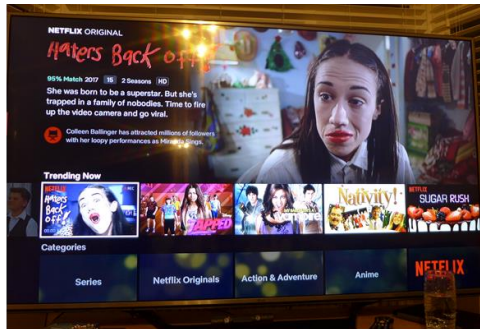 NETFLIX ORIGINAL
Haters Back Off!
95% Match 2017 15 2 Seasons HD
She was born to be a superstar. But she's
trapped in a family of nobodies. Time to fire
up the video camera and go viral.
Colleen Ballinger has attracted millions of followers
with her loopy performances as Miranda Sings.
Trending Now
NETFLIX
Haters
Back
Off!
ZAPPED
vampire
Nativity!
NETFLIX
SUGAR RUSH
Categories
Series
Netflix Originals
Action & Adventure
Anime
NETFLIX